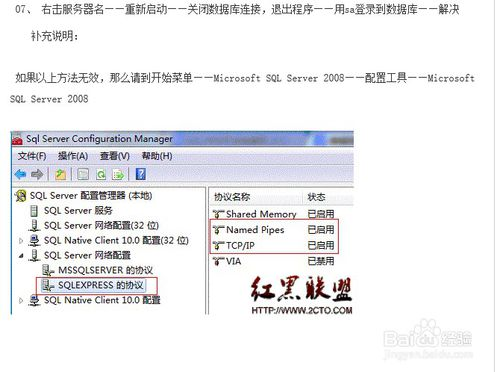 07、 右击服务器名——重新启动——关闭数据库连接，退出程序——用sa登录到数据库——解决
补充说明：
如果以上方法无效，那么请到开始菜单——Microsoft SQL Server 2008——配置工具——Microsoft
SQL Server 2008
Sql Server Configuration Manager
文件(F) 操作(A) 查看(V) 帮助(H)
SQL Server 配置管理器 (本地)
SQL Server 服务
SQL Server 网络配置(32 位)
SQL Native Client 10.0 配置(32 位)
SQL Server 网络配置
MSSQLSERVER 的协议
SQLEXPRESS 的协议
SQL Native Client 10.0 配置
协议名称 状态
Shared Memory 已启用
Named Pipes 已启用
TCP/IP 已启用
VIA 已禁用
红黑联盟
HTTP://WWW.2CTO.COM
Baidu 经验
jingyan.baidu.com